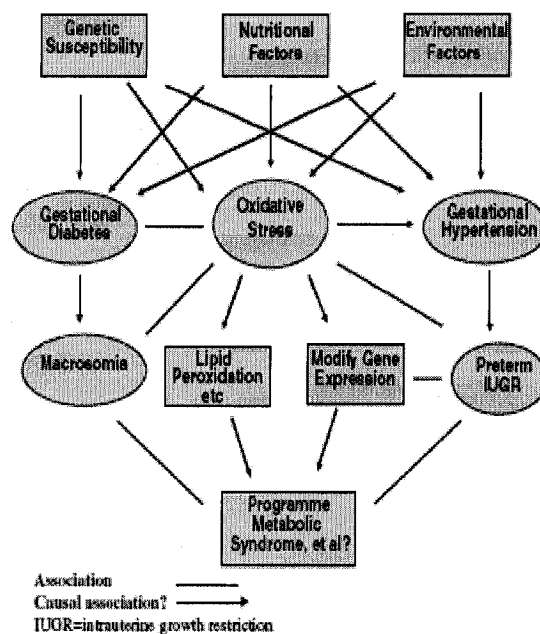 Genetic
Susceptibility
Nutritional
Factors
Environmental
Factors
Gestational
Diabetes
Oxidative
Stress
Gestational
Hypertension
Macrosomia
Lipid
Peroxidation
etc
Modify Gene
Expression
Preterm
IUGR
Programme
Metabolic
Syndrome, et al?
Association
Causal association?
IUGR=intrauterine growth restriction